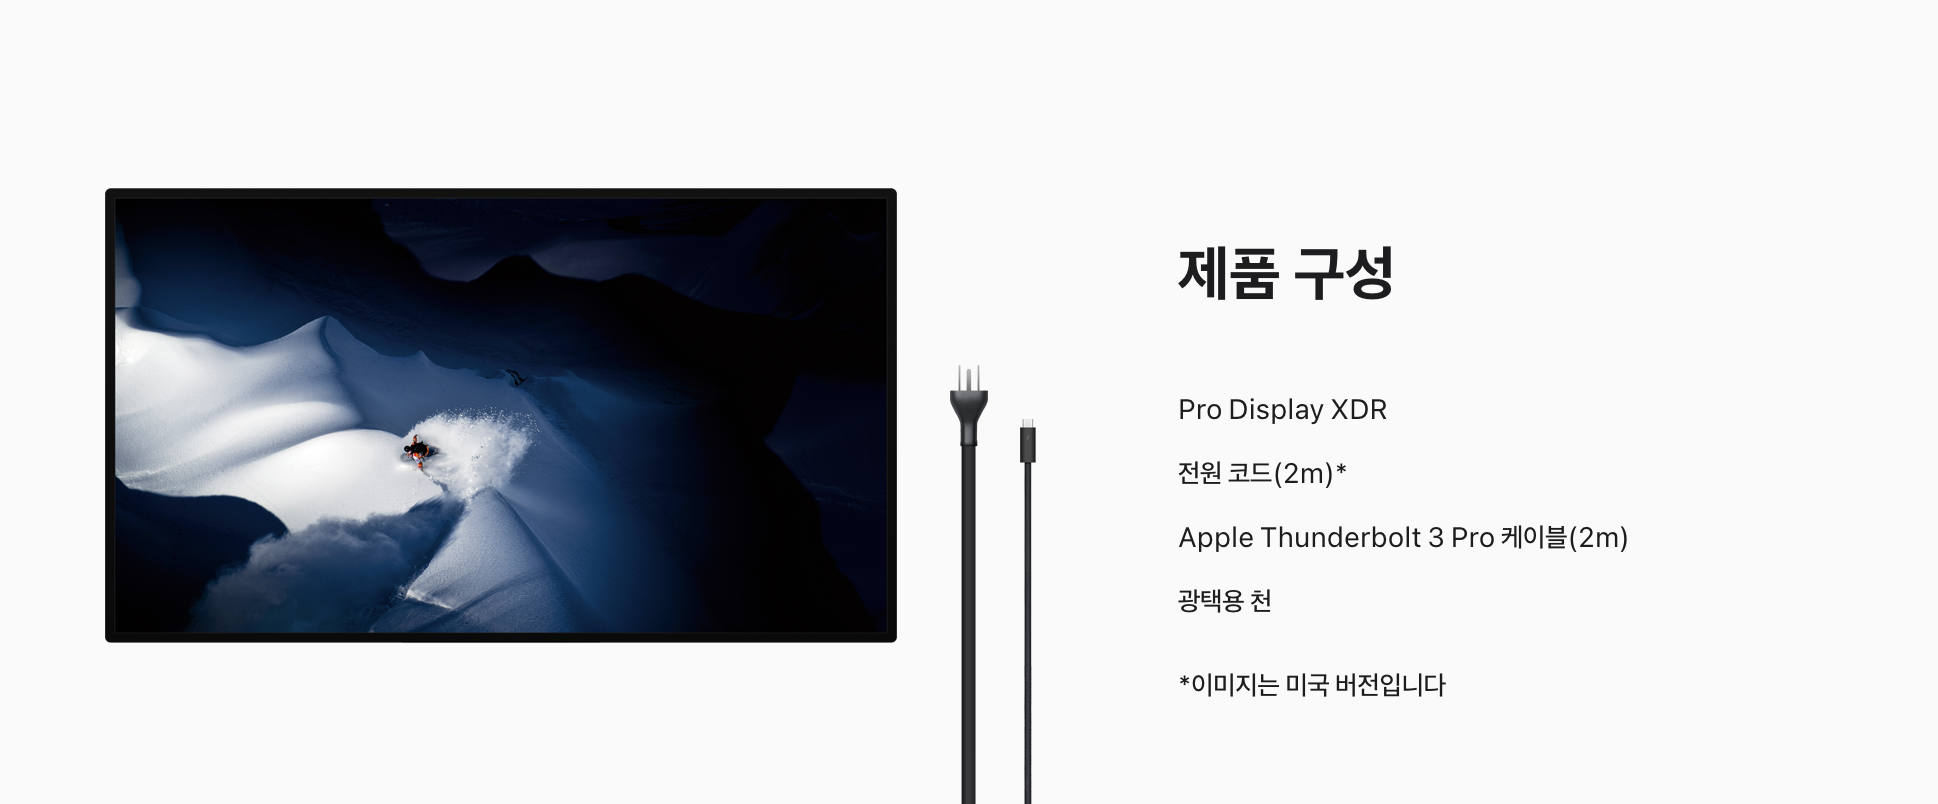 제품 구성
Pro Display XDR
전원 코드(2m)*
Apple Thunderbolt 3 Pro 케이블(2m)
광택용 천
*이미지는 미국 버전입니다